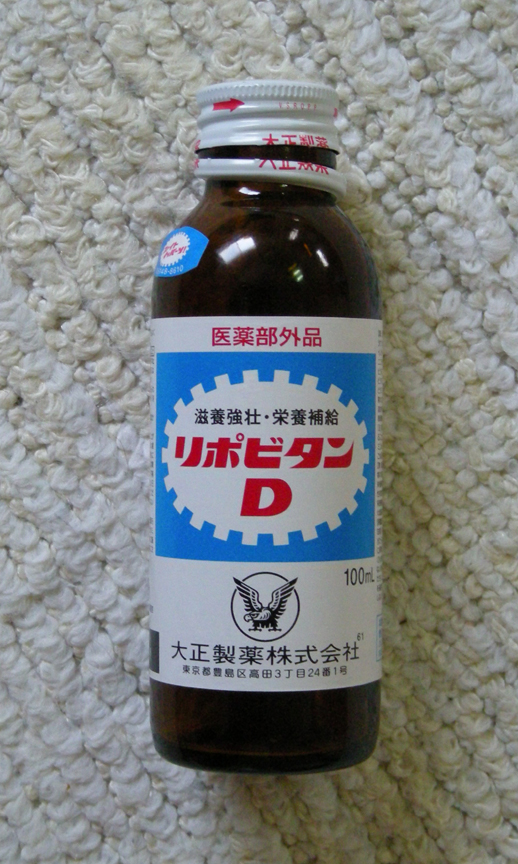 大正製薬
大正製薬
医薬部外品
滋養強壮・栄養補給
リポビタン
D
100mL
61
大正製薬株式会社
東京都豊島区高田3丁目24番1号